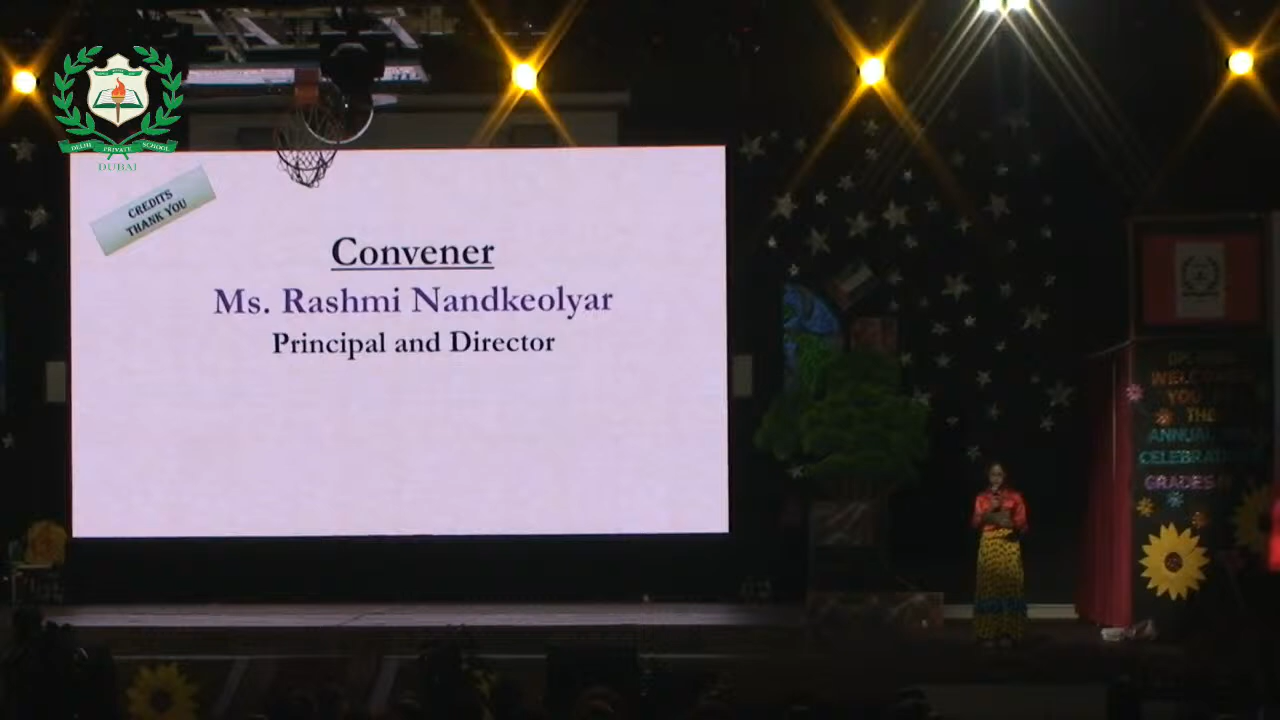 DELHI PRIVATE SCHOOL
DUBAI
CREDITS
THANK YOU
Convener
Ms. Rashmi Nandkeolyar
Principal and Director
WELCOMES
YOU
THE
ANNUAL
CELEBRATION
GRADES